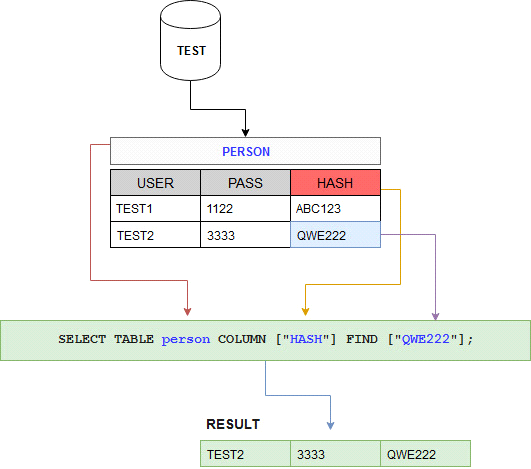 TEST
PERSON
USER PASS HASH
TEST1 1122 ABC123
TEST2 3333 QWE222
SELECT TABLE person COLUMN ["HASH"] FIND ["QWE222"];
RESULT
TEST2 3333 QWE222